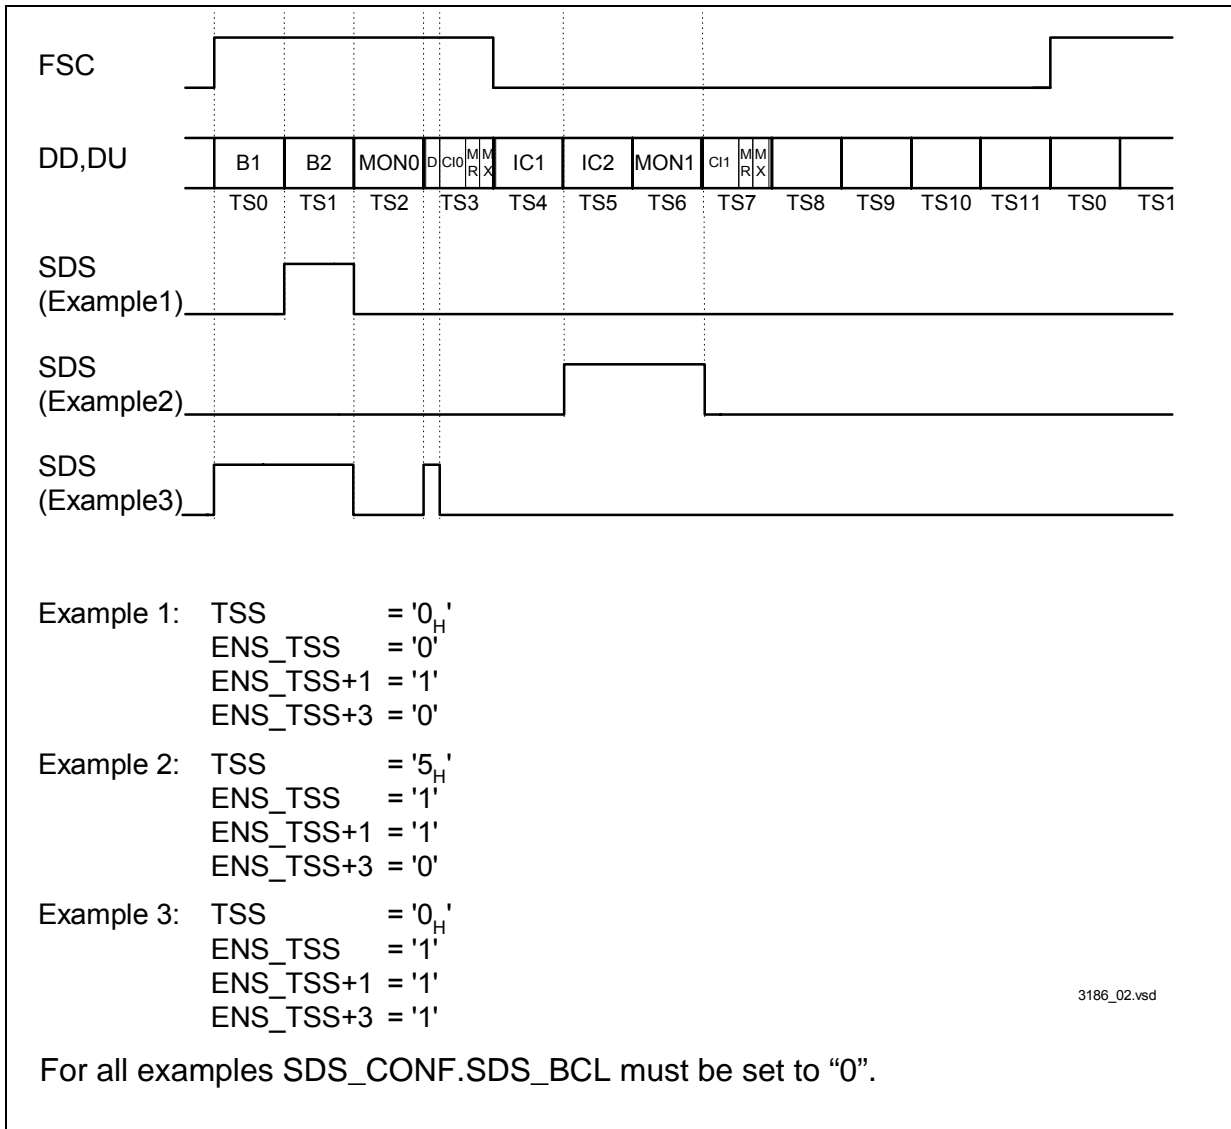 FSC
DD,DU B1 B2 MON0 D CI0 MR MX IC1 IC2 MON1 CI1 MR MX
TS0 TS1 TS2 TS3 TS4 TS5 TS6 TS7 TS8 TS9 TS10 TS11 TS0 TS1
SDS
(Example1)
SDS
(Example2)
SDS
(Example3)
Example 1: TSS = '0H'
ENS_TSS = '0'
ENS_TSS+1 = '1'
ENS_TSS+3 = '0'
Example 2: TSS = '5H'
ENS_TSS = '1'
ENS_TSS+1 = '1'
ENS_TSS+3 = '0'
Example 3: TSS = '0H'
ENS_TSS = '1'
ENS_TSS+1 = '1'
ENS_TSS+3 = '1'
3186_02.vsd
For all examples SDS_CONF.SDS_BCL must be set to “0”.